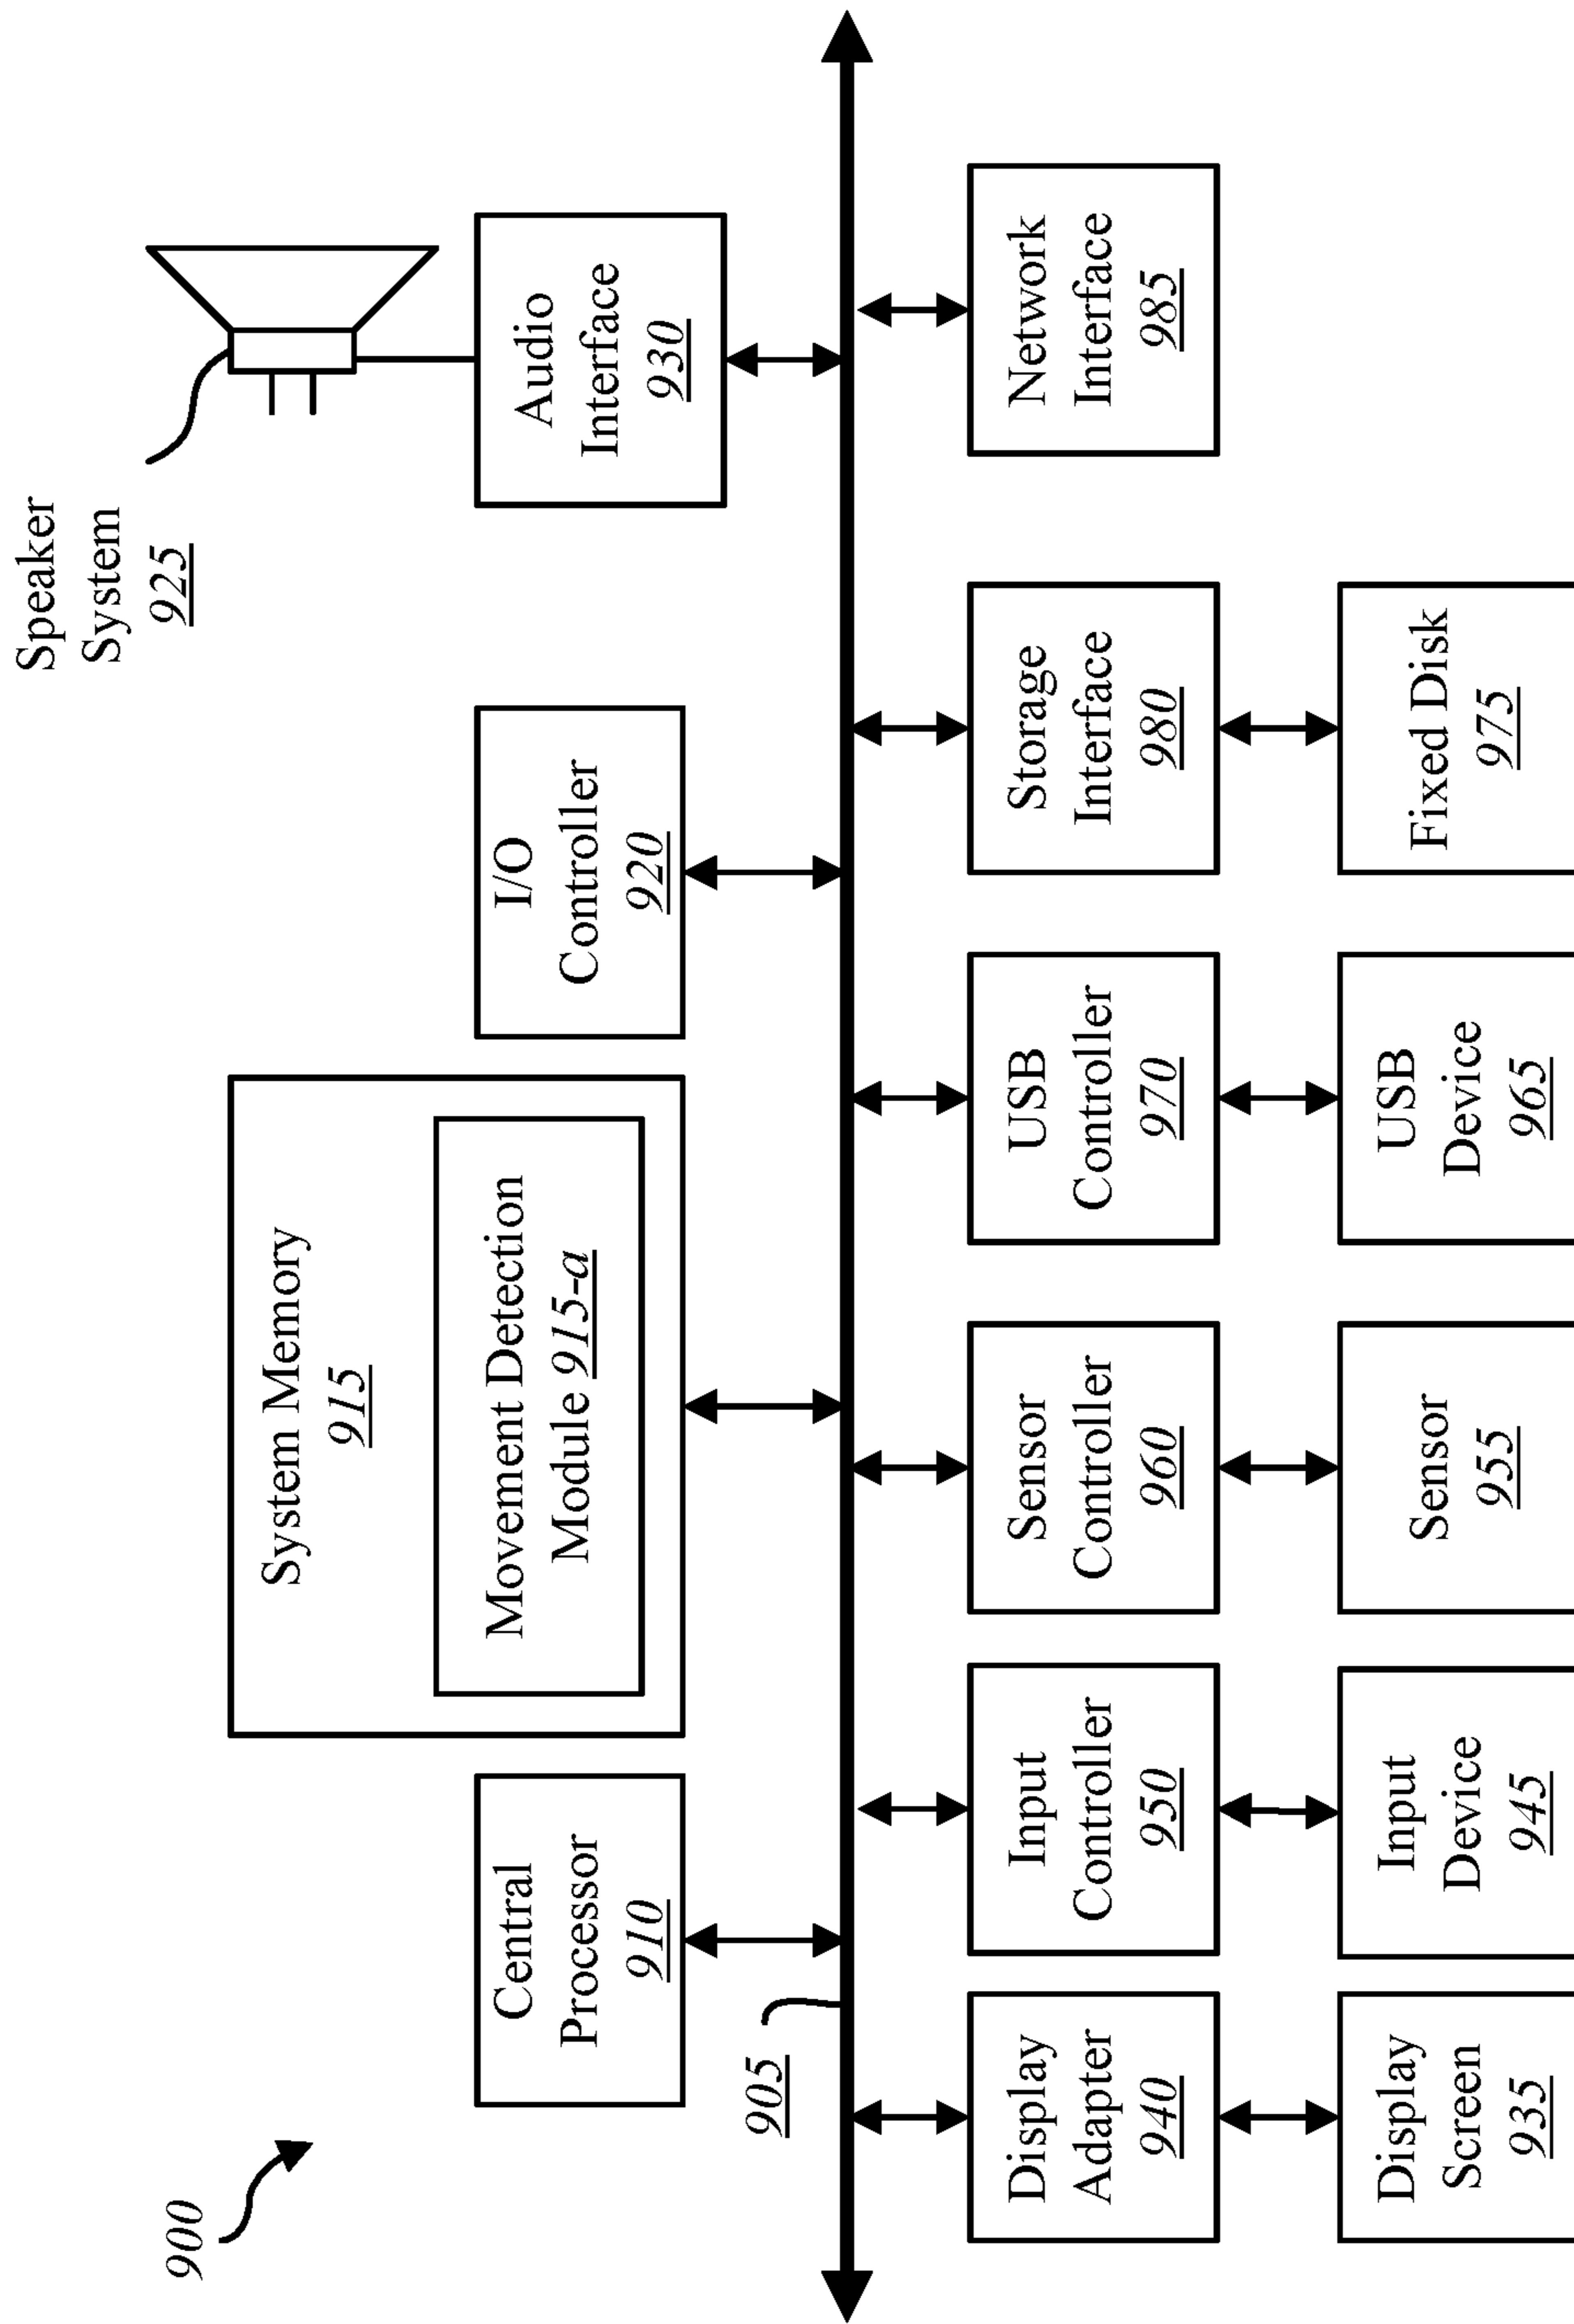 900
Speaker
System
925
System Memory
915
Movement Detection
Module 915-a
Central
Processor
910
I/O
Controller
920
Audio
Interface
930
905
Display
Adapter
940
Input
Controller
950
Sensor
Controller
960
USB
Controller
970
Storage
Interface
980
Network
Interface
985
Display
Screen
935
Input
Device
945
Sensor
955
USB
Device
965
Fixed Disk
975